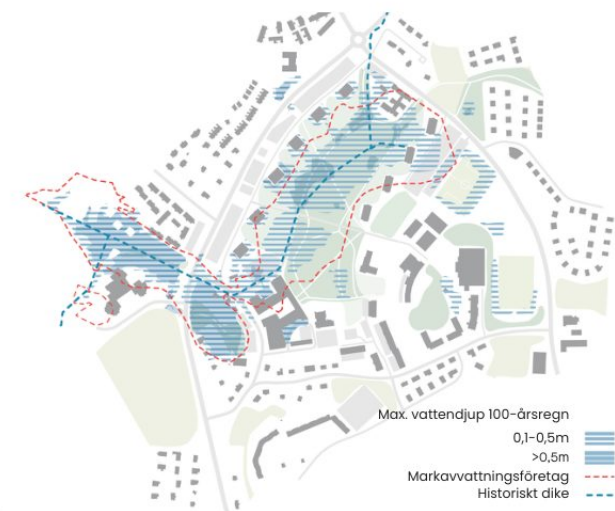 Max. vattendjup 100-årsregn
0,1-0,5m
>0,5m
Markavvattningsföretag
Historiskt dike